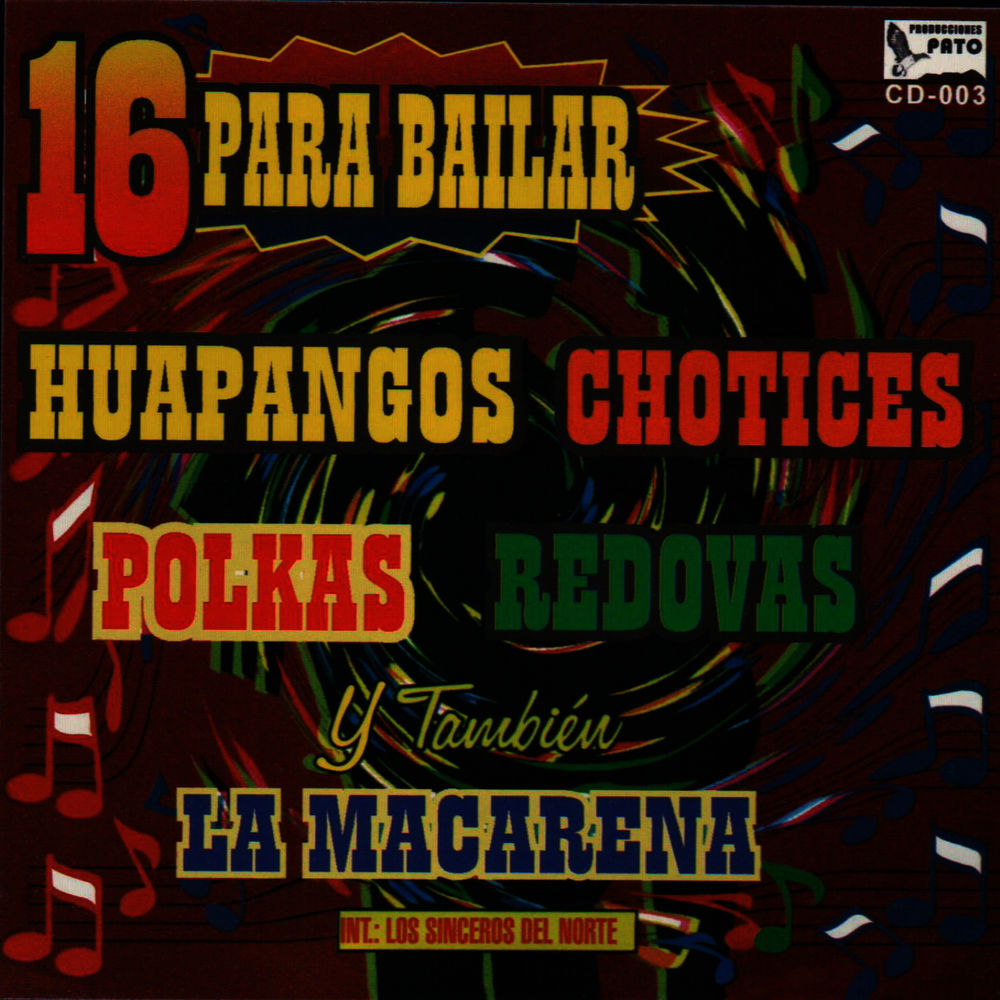 PRODUCCIONES
PATO
CD-003
16 PARA BAILAR
HUAPANGOS CHOTICES
POLKAS REDOVAS
Y También
LA MACARENA
INT.: LOS SINCEROS DEL NORTE